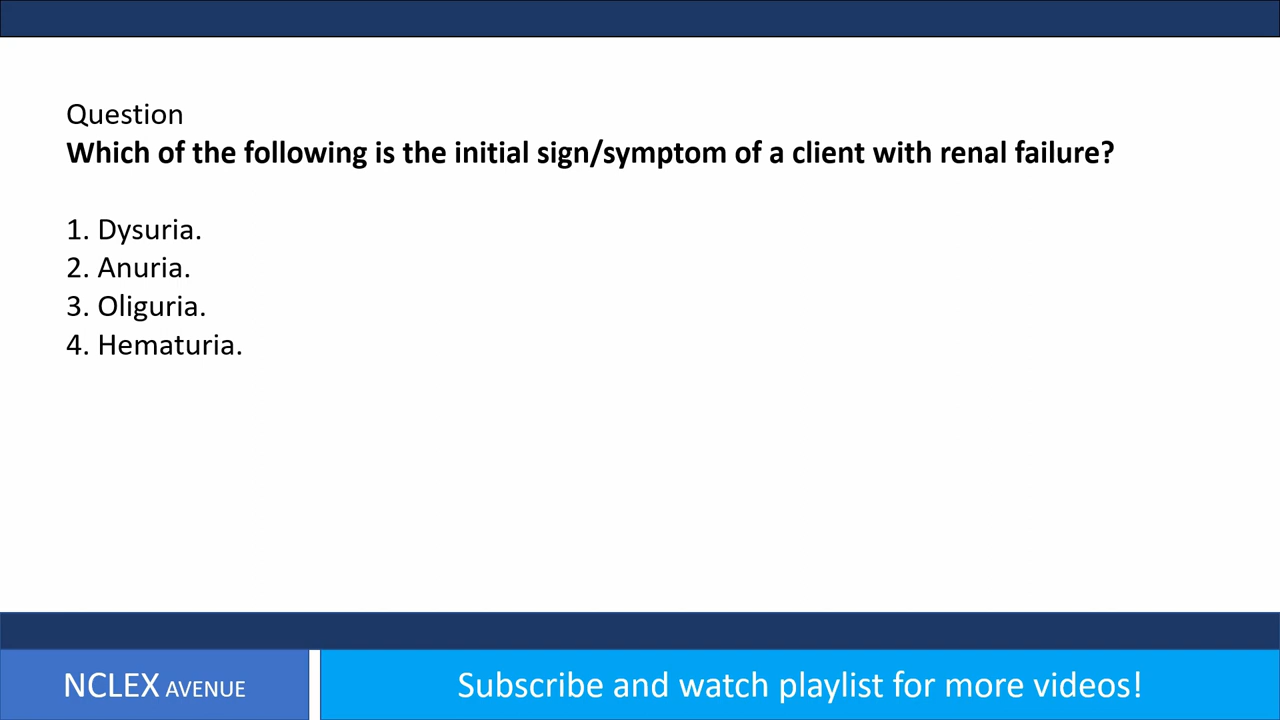 Question
Which of the following is the initial sign/symptom of a client with renal failure?
1. Dysuria.
2. Anuria.
3. Oliguria.
4. Hematuria.
NCLEX AVENUE
Subscribe and watch playlist for more videos!